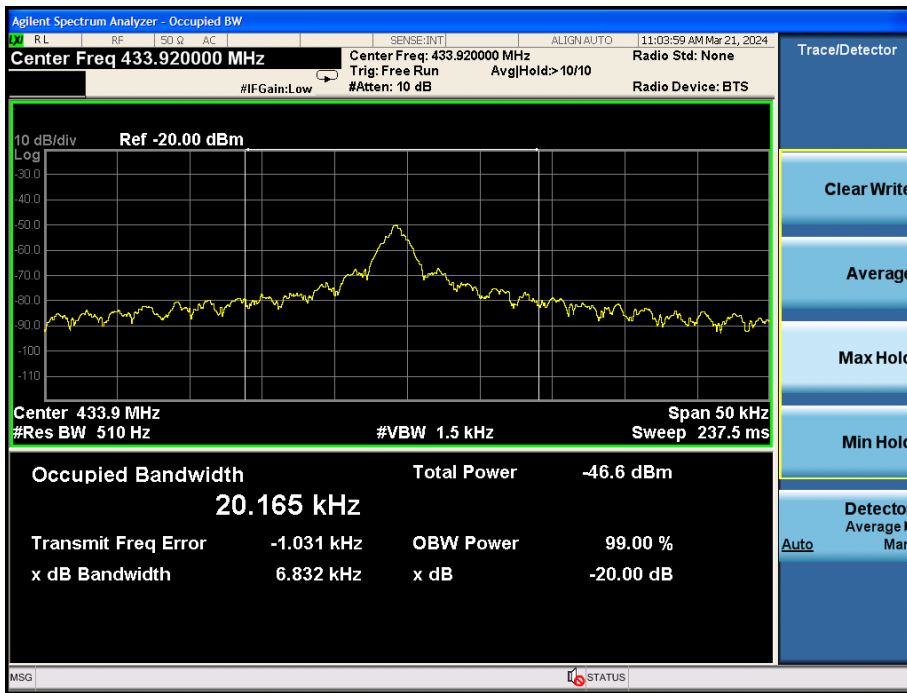 Agilent Spectrum Analyzer - Occupied BW
LXI RL RF 50 Ω AC SENSE:INT ALIGN AUTO 11:03:59 AM Mar 21, 2024
Center Freq 433.920000 MHz Center Freq: 433.920000 MHz Radio Std: None Trace/Detector
Trig: Free Run Avg|Hold:>10/10
#IFGain:Low #Atten: 10 dB Radio Device: BTS
10 dB/div Ref -20.00 dBm
Log
-30.0
-40.0
-50.0
-60.0
-70.0
-80.0
-90.0
-100
-110
Center 433.9 MHz Span 50 kHz
#Res BW 510 Hz #VBW 1.5 kHz Sweep 237.5 ms
Occupied Bandwidth Total Power -46.6 dBm
20.165 kHz
Transmit Freq Error -1.031 kHz OBW Power 99.00 %
x dB Bandwidth 6.832 kHz x dB -20.00 dB
Clear Write
Average
Max Hold
Min Hold
Detecto
Average
Auto Mar
MSG STATUS